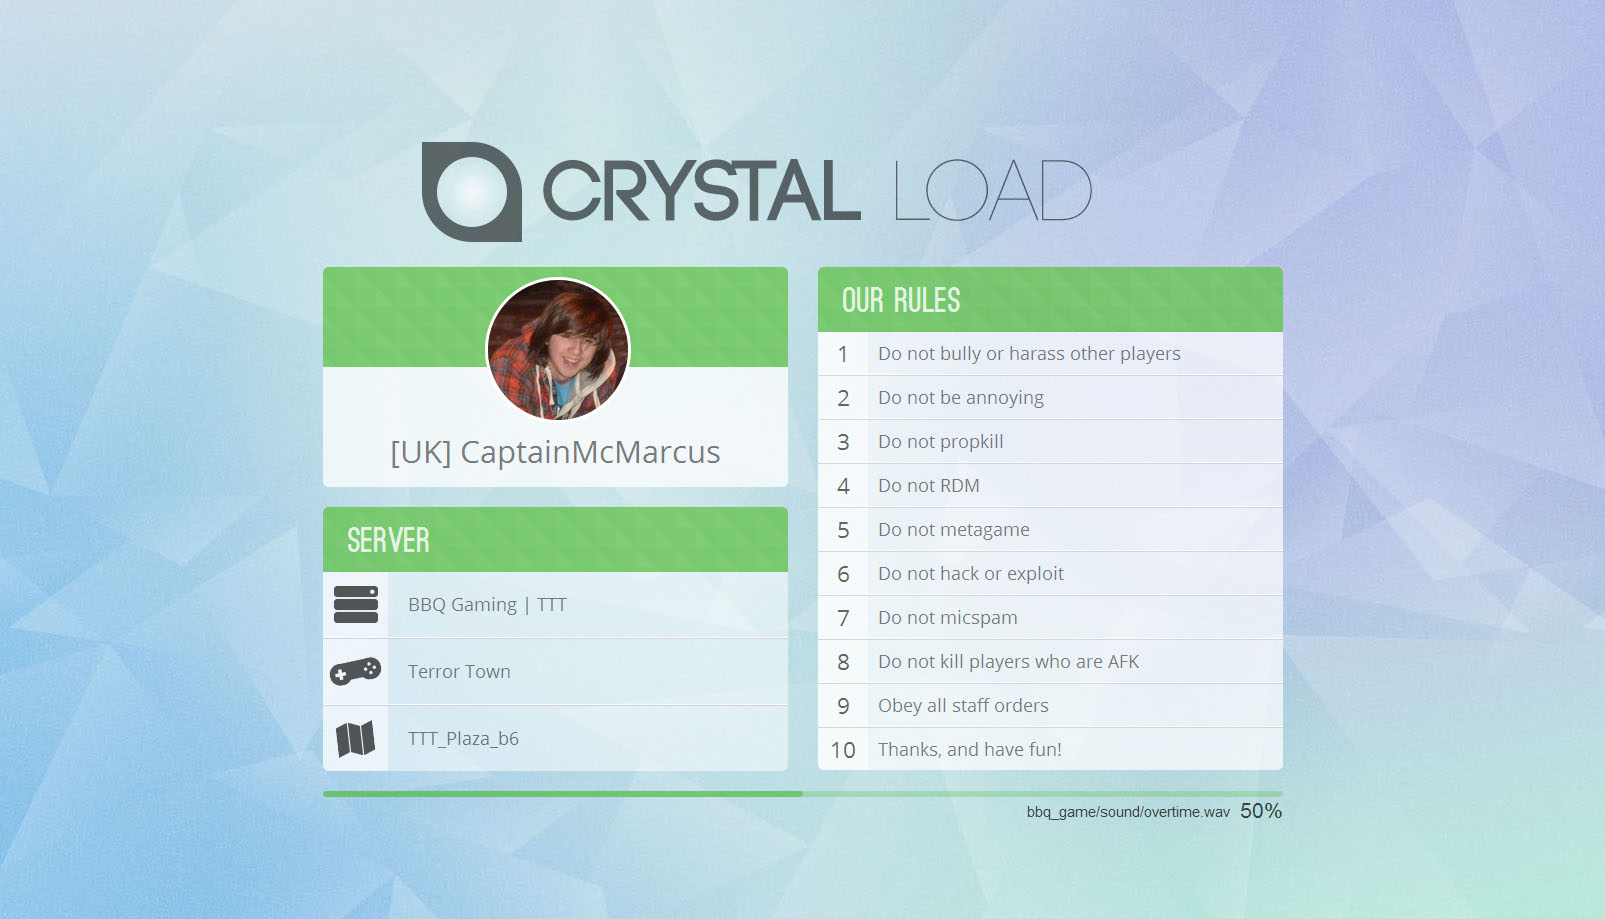 CRYSTAL LOAD
[UK] CaptainMcMarcus
SERVER
BBQ Gaming | TTT
Terror Town
TTT_Plaza_b6
OUR RULES
1 Do not bully or harass other players
2 Do not be annoying
3 Do not propkill
4 Do not RDM
5 Do not metagame
6 Do not hack or exploit
7 Do not micspam
8 Do not kill players who are AFK
9 Obey all staff orders
10 Thanks, and have fun!
bbq_game/sound/overtime.wav 50%